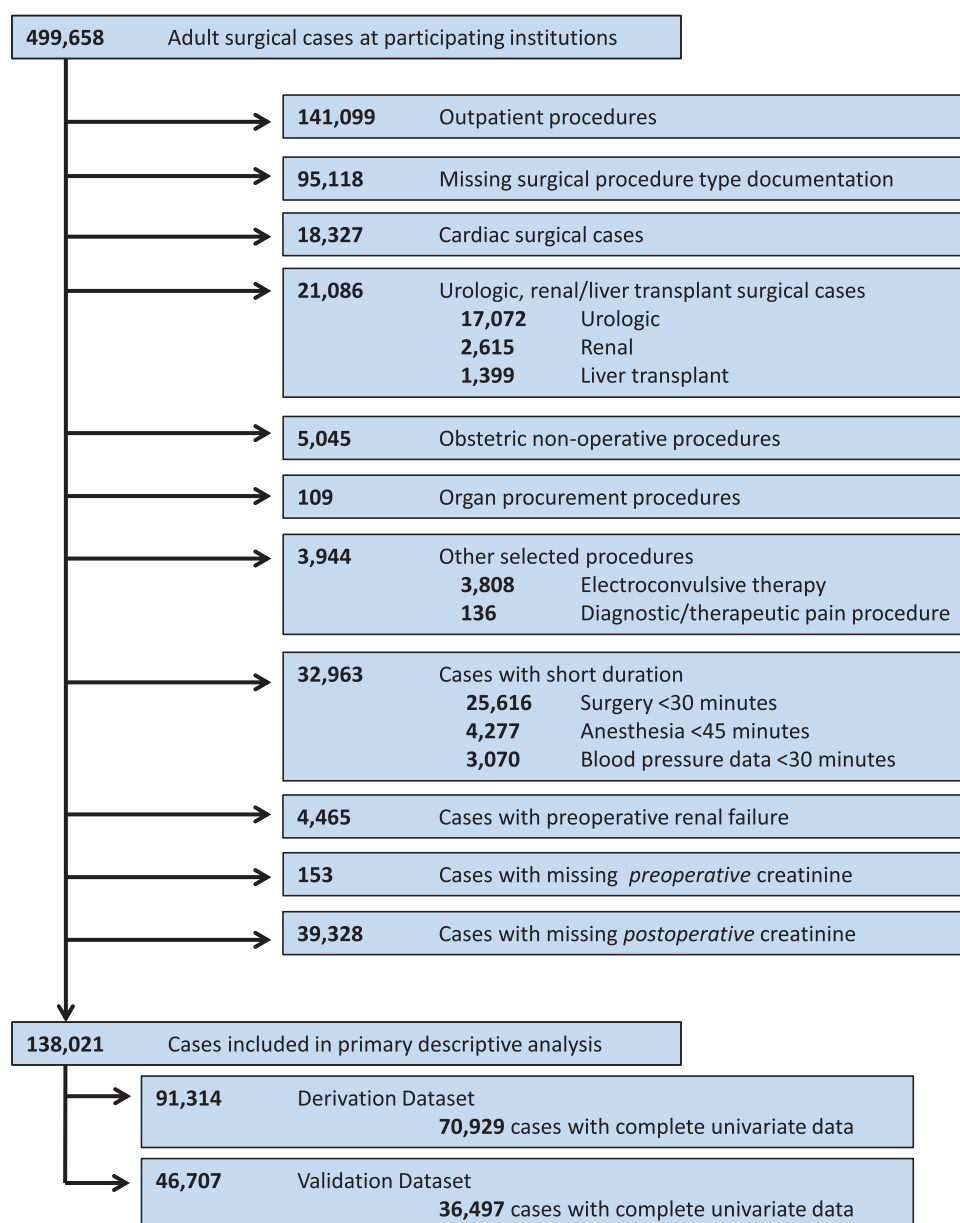 499,658 Adult surgical cases at participating institutions
141,099 Outpatient procedures
95,118 Missing surgical procedure type documentation
18,327 Cardiac surgical cases
21,086 Urologic, renal/liver transplant surgical cases
17,072 Urologic
2,615 Renal
1,399 Liver transplant
5,045 Obstetric non-operative procedures
109 Organ procurement procedures
3,944 Other selected procedures
3,808 Electroconvulsive therapy
136 Diagnostic/therapeutic pain procedure
32,963 Cases with short duration
25,616 Surgery <30 minutes
4,277 Anesthesia <45 minutes
3,070 Blood pressure data <30 minutes
4,465 Cases with preoperative renal failure
153 Cases with missing preoperative creatinine
39,328 Cases with missing postoperative creatinine
138,021 Cases included in primary descriptive analysis
91,314 Derivation Dataset
70,929 cases with complete univariate data
46,707 Validation Dataset
36,497 cases with complete univariate data